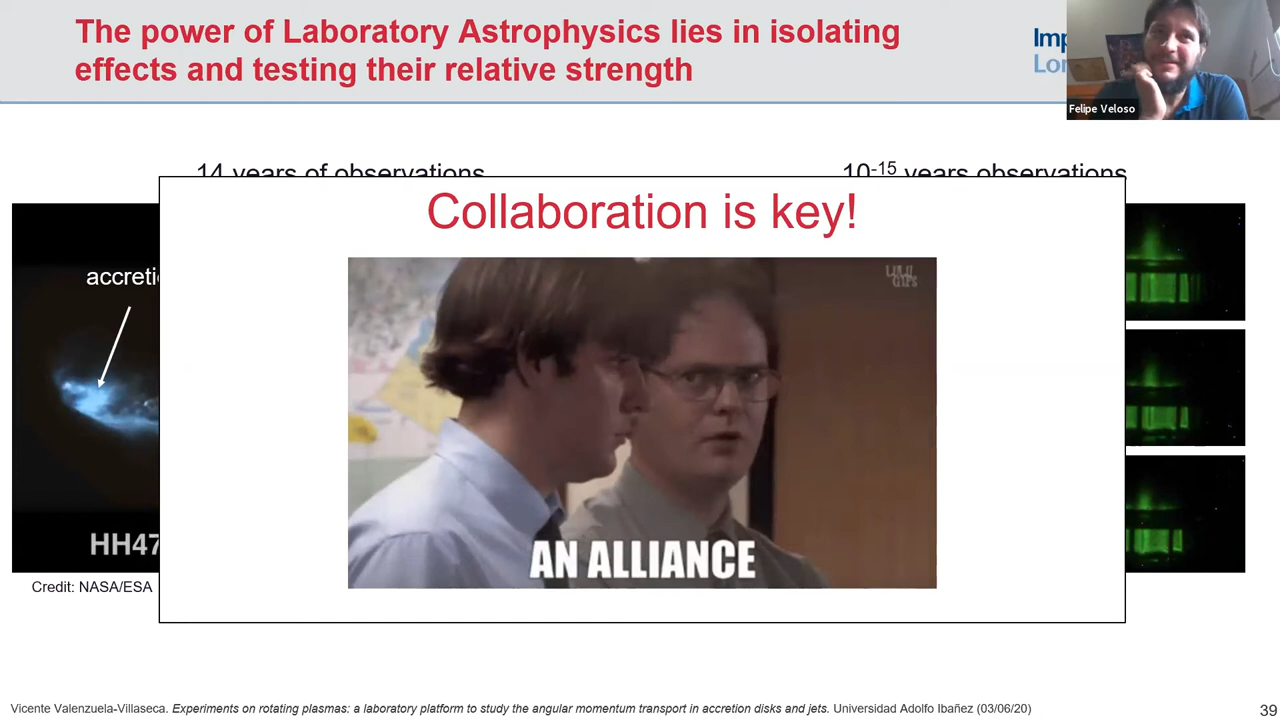 The power of Laboratory Astrophysics lies in isolating
effects and testing their relative strength
Imp
Lon
Felipe Veloso
14 years of observations
10⁻¹⁵ years observations
Collaboration is key!
accreti
AN ALLIANCE
HH47
Credit: NASA/ESA
Vicente Valenzuela-Villaseca. Experiments on rotating plasmas: a laboratory platform to study the angular momentum transport in accretion disks and jets. Universidad Adolfo Ibañez (03/06/20)
39